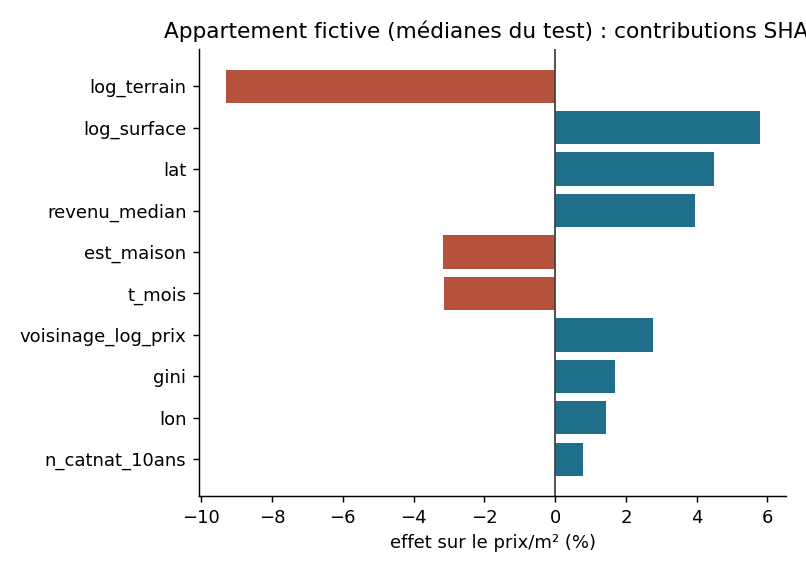 Appartement fictive (médianes du test) : contributions SHA
log_terrain
log_surface
lat
revenu_median
est_maison
t_mois
voisinage_log_prix
gini
lon
n_catnat_10ans
−10 −8 −6 −4 −2 0 2 4 6
effet sur le prix/m² (%)